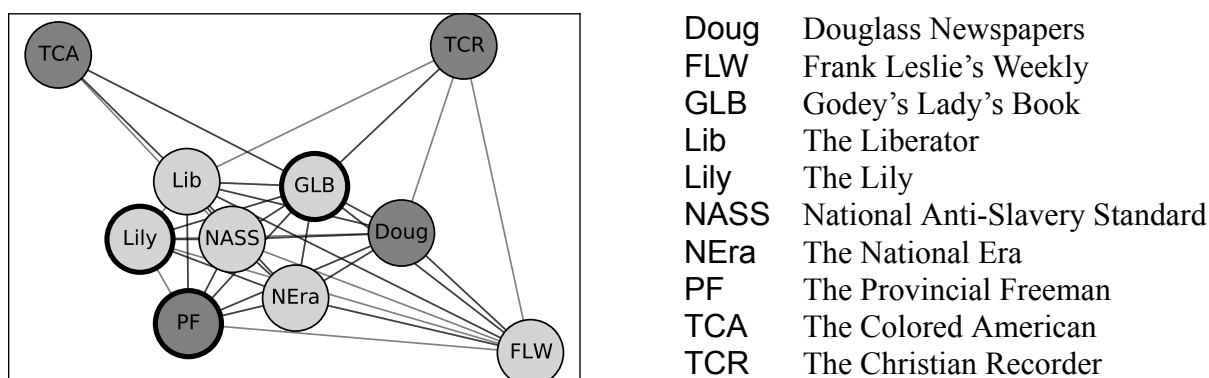 TCA
TCR
Lib
GLB
Lily
NASS
Doug
NEra
PF
FLW
Doug Douglass Newspapers
FLW Frank Leslie’s Weekly
GLB Godey’s Lady’s Book
Lib The Liberator
Lily The Lily
NASS National Anti-Slavery Standard
NEra The National Era
PF The Provincial Freeman
TCA The Colored American
TCR The Christian Recorder